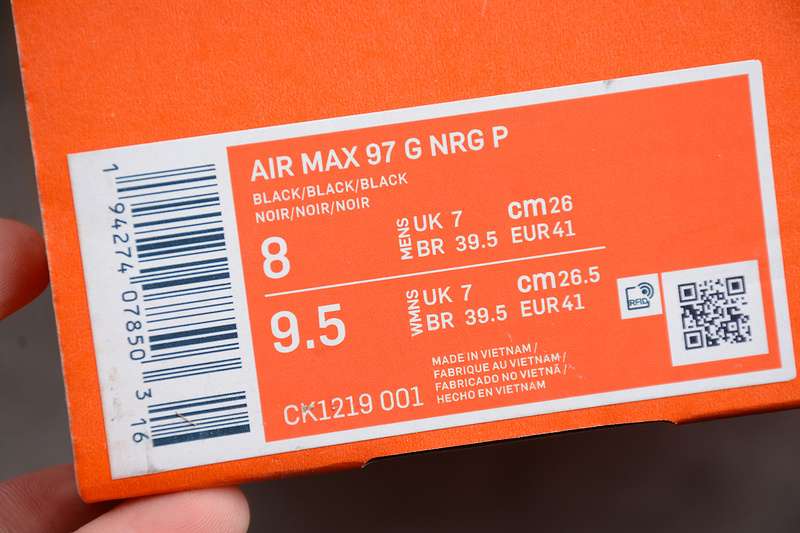 AIR MAX 97 G NRG P
BLACK/BLACK/BLACK
NOIR/NOIR/NOIR
8
MENS
UK 7 cm 26
BR 39.5 EUR 41
9.5
WMNS
UK 7 cm 26.5
BR 39.5 EUR 41
MADE IN VIETNAM/
FABRIQUE AU VIETNAM/
FABRICADO NO VIETNÃ/
HECHO EN VIETNAM
CK1219 001
1 94274 07850 3 16
RFID